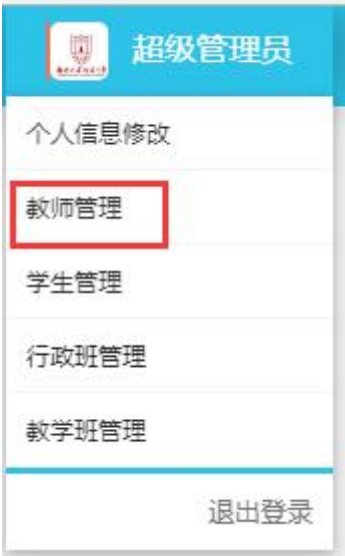 超级管理员
个人信息修改
教师管理
学生管理
行政班管理
教学班管理
退出登录